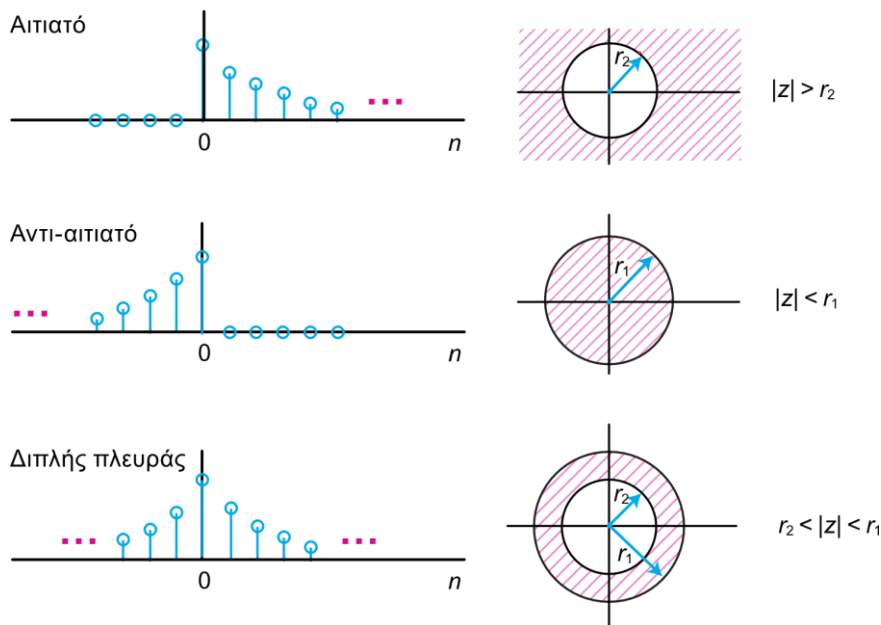 Αιτιατό
r₂
|z| > r₂
0
n
Αντι-αιτιατό
r₁
|z| < r₁
0
n
Διπλής πλευράς
r₂
r₂ < |z| < r₁
r₁
0
n